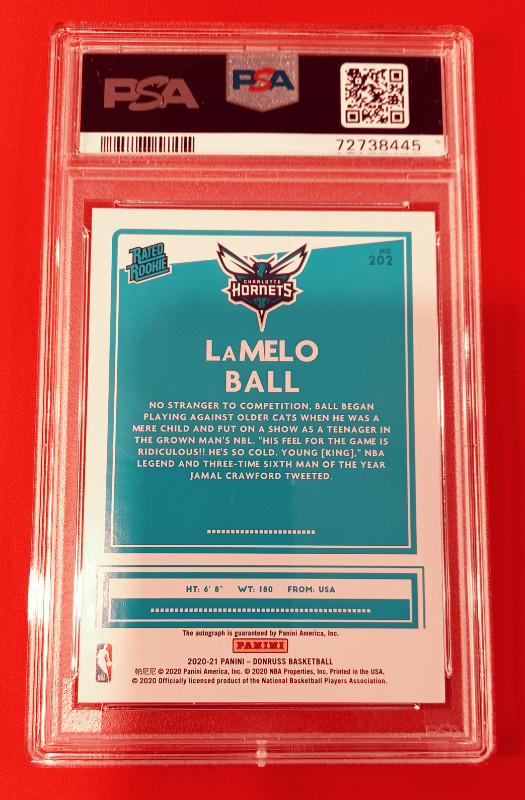 PSA
PSA
72738445
RATED
ROOKIE
NO.
202
CHARLOTTE
HORNETS
LaMELO
BALL
NO STRANGER TO COMPETITION, BALL BEGAN
PLAYING AGAINST OLDER CATS WHEN HE WAS A
MERE CHILD AND PUT ON A SHOW AS A TEENAGER IN
THE GROWN MAN'S NBL. "HIS FEEL FOR THE GAME IS
RIDICULOUS!! HE'S SO COLD. YOUNG [KING]," NBA
LEGEND AND THREE-TIME SIXTH MAN OF THE YEAR
JAMAL CRAWFORD TWEETED.
HT: 6' 8" WT: 180 FROM: USA
The autograph is guaranteed by Panini America, Inc.
PANINI
2020-21 PANINI – DONRUSS BASKETBALL
帕尼尼 © 2020 Panini America, Inc. © 2020 NBA Properties, Inc. Printed in the USA.
© 2020 Officially licensed product of the National Basketball Players Association.